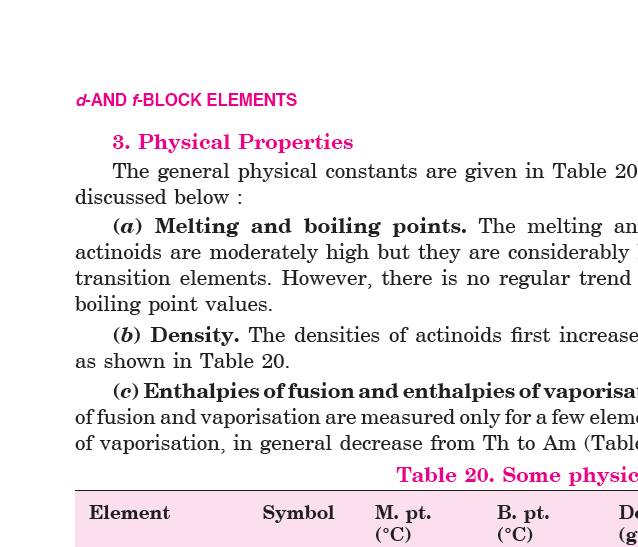 d-AND f-BLOCK ELEMENTS
3. Physical Properties
The general physical constants are given in Table 20
discussed below :
(a) Melting and boiling points. The melting an
actinoids are moderately high but they are considerably
transition elements. However, there is no regular trend
boiling point values.
(b) Density. The densities of actinoids first increase
as shown in Table 20.
(c) Enthalpies of fusion and enthalpies of vaporisa
of fusion and vaporisation are measured only for a few eleme
of vaporisation, in general decrease from Th to Am (Table
Table 20. Some physic
Element Symbol M. pt. B. pt. De
(°C) (°C) (g